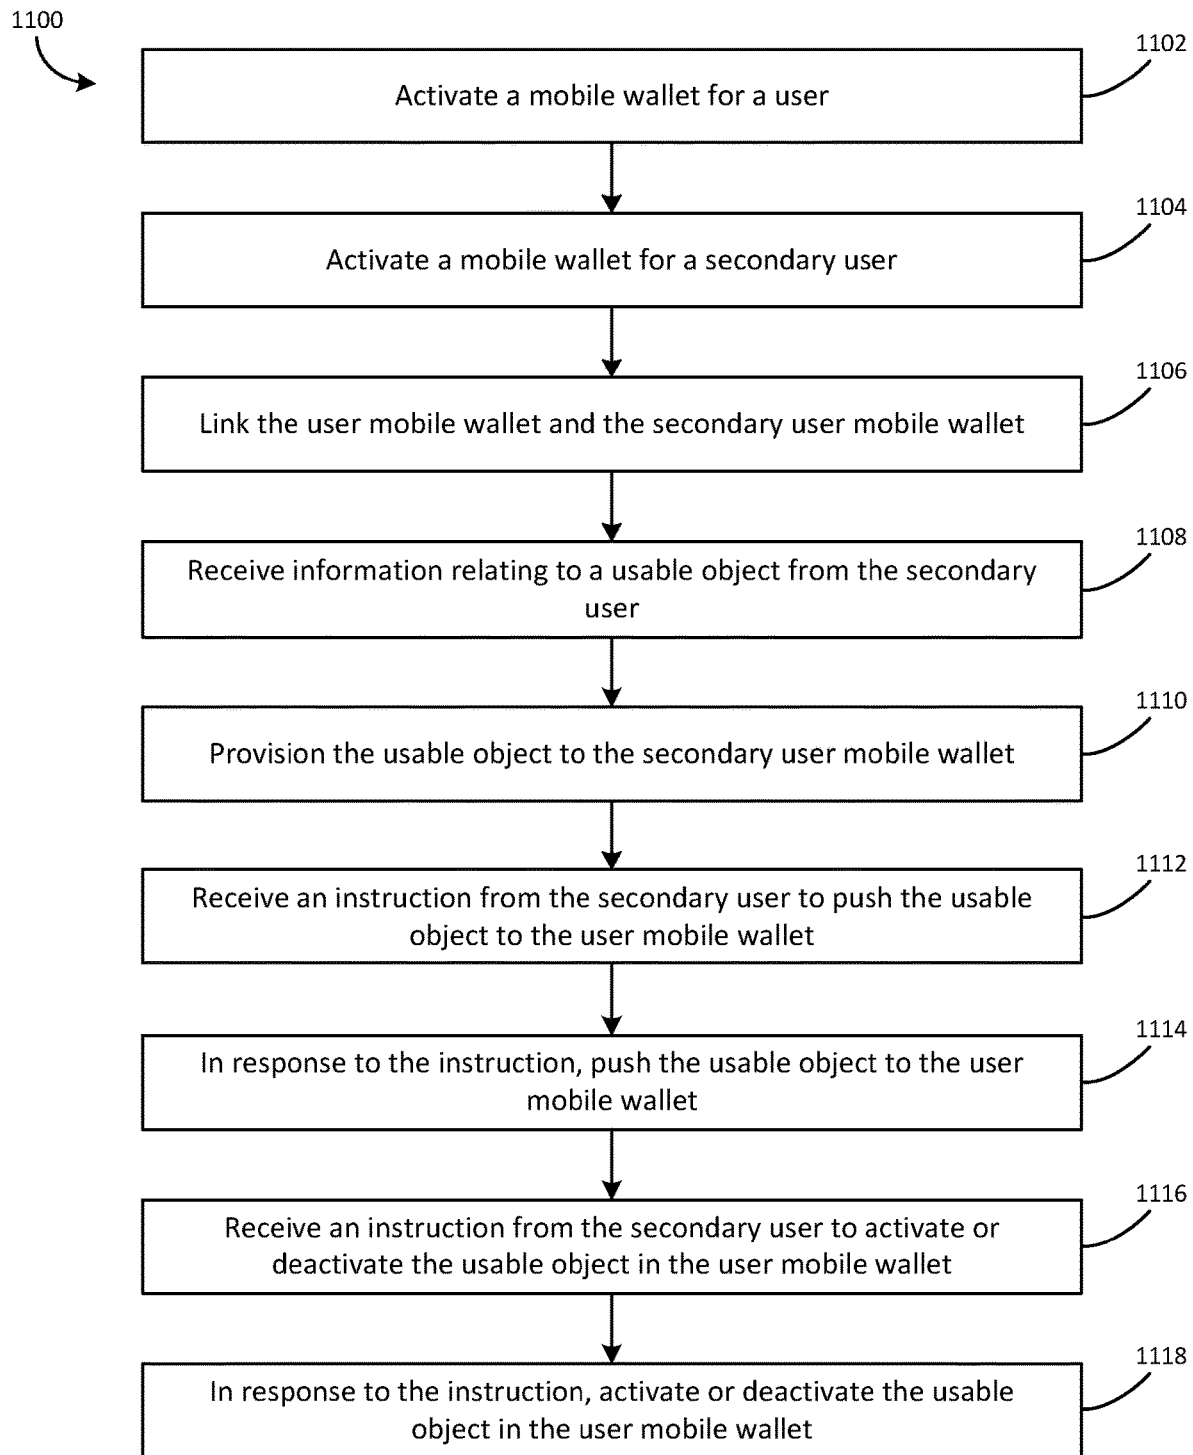 1100
1102
Activate a mobile wallet for a user
1104
Activate a mobile wallet for a secondary user
1106
Link the user mobile wallet and the secondary user mobile wallet
1108
Receive information relating to a usable object from the secondary
user
1110
Provision the usable object to the secondary user mobile wallet
1112
Receive an instruction from the secondary user to push the usable
object to the user mobile wallet
1114
In response to the instruction, push the usable object to the user
mobile wallet
1116
Receive an instruction from the secondary user to activate or
deactivate the usable object in the user mobile wallet
1118
In response to the instruction, activate or deactivate the usable
object in the user mobile wallet